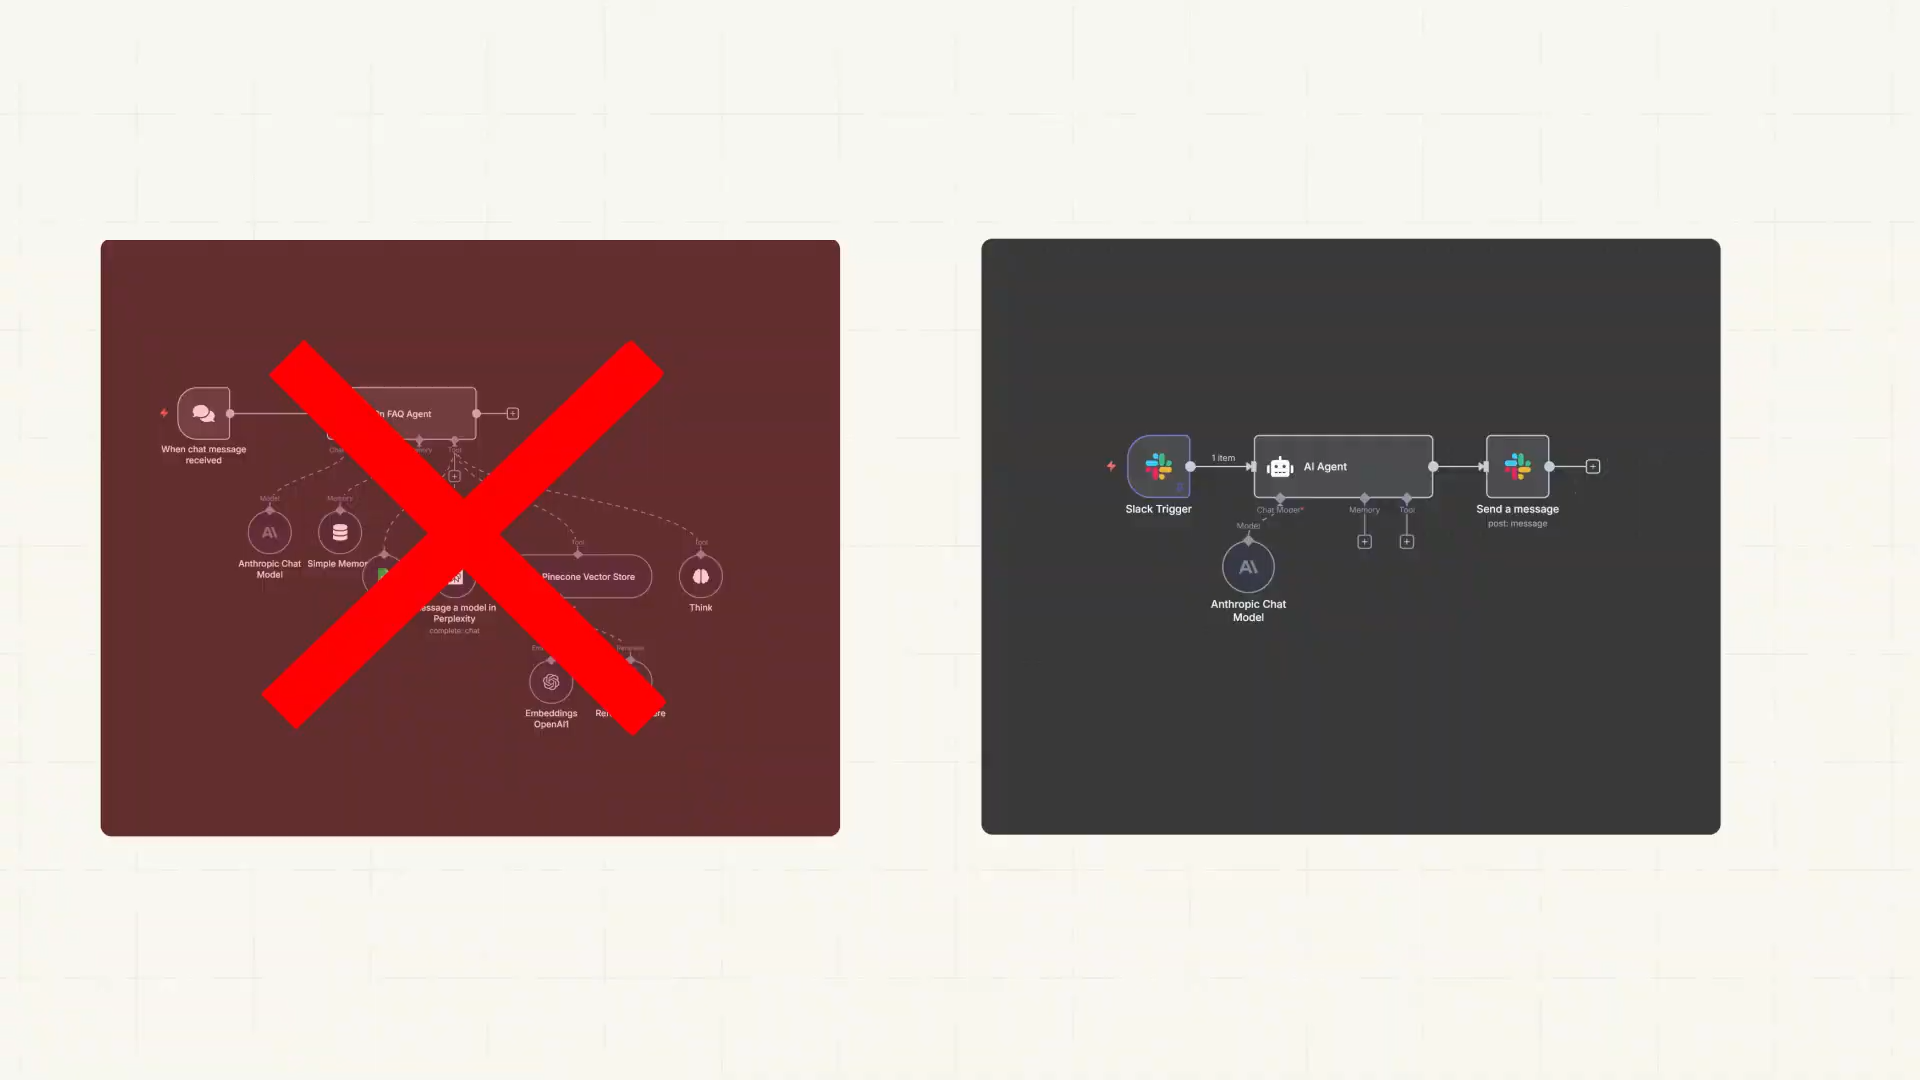 n FAQ Agent
When chat message
received
Model
Memory
Tool
Tool
Anthropic Chat
Model
Simple Memor
Pinecone Vector Store
essage a model in
Perplexity
complete: chat
Think
Embeddings
OpenAI1
1 item
AI Agent
Slack Trigger
Chat Model*
Memory
Tool
Send a message
post: message
Model
Anthropic Chat
Model